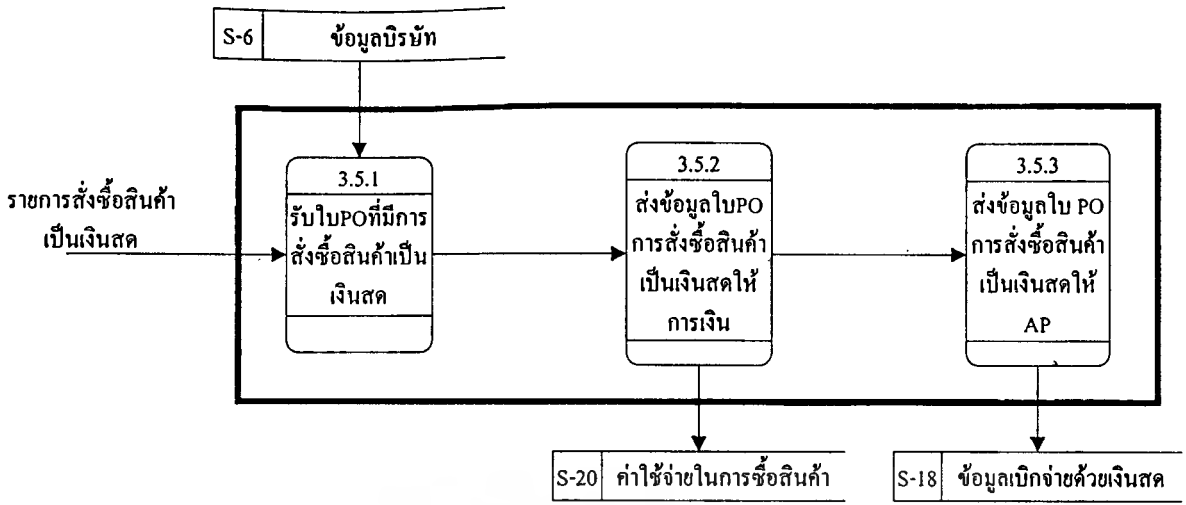 S-6 ข้อมูลบริษัท
รายการสั่งซื้อสินค้า
เป็นเงินสด
3.5.1
รับใบPOที่มีการ
สั่งซื้อสินค้าเป็น
เงินสด
3.5.2
ส่งข้อมูลใบPO
การสั่งซื้อสินค้า
เป็นเงินสดให้
การเงิน
3.5.3
ส่งข้อมูลใบ PO
การสั่งซื้อสินค้า
เป็นเงินสดให้
AP
S-20 ค่าใช้จ่ายในการซื้อสินค้า
S-18 ข้อมูลเบิกจ่ายด้วยเงินสด